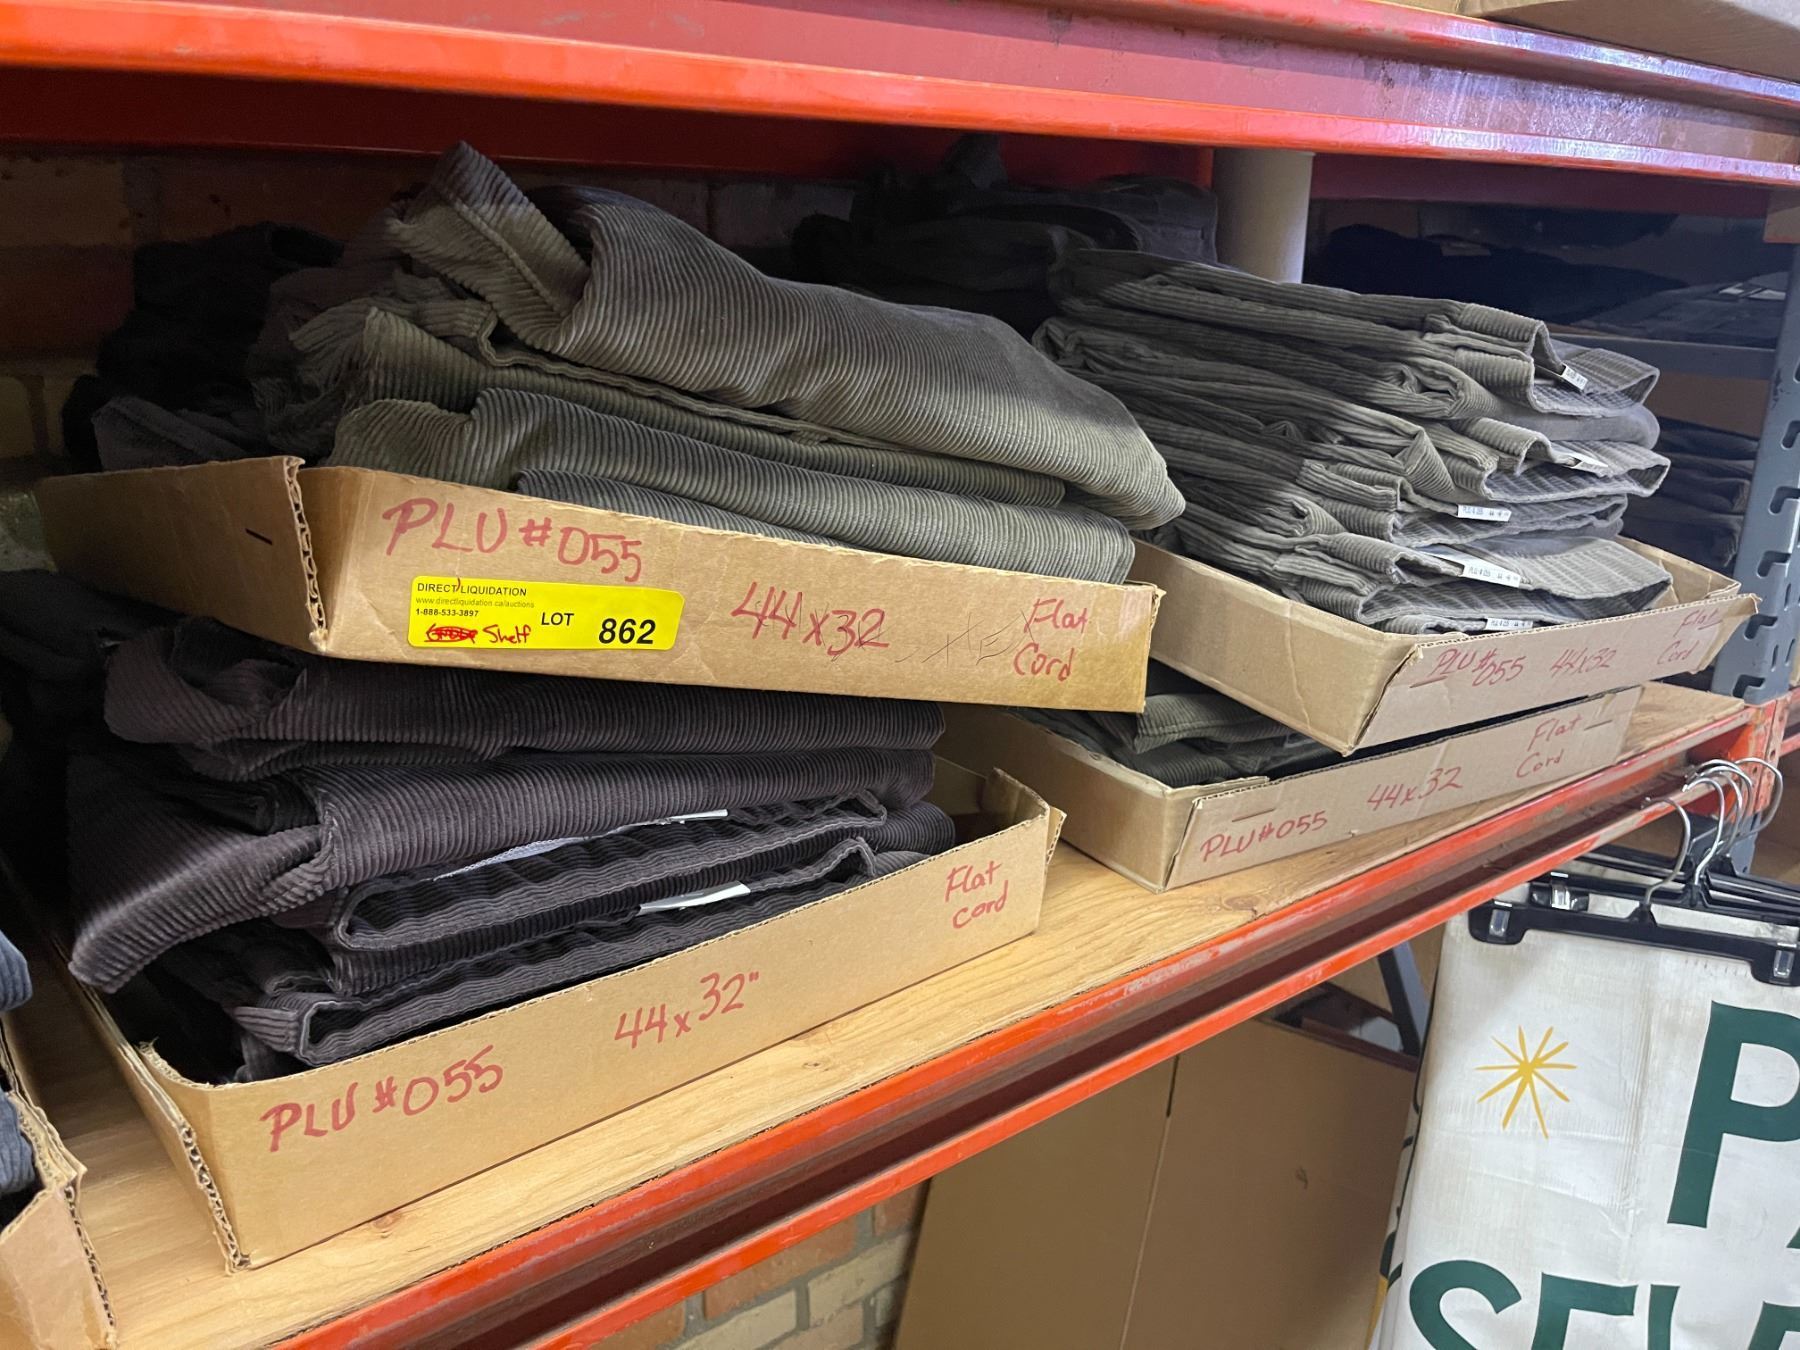 PLU #055
DIRECT LIQUIDATION
www.directliquidation.ca/auctions
1-888-533-3897
Shelf
LOT 862
44x32
Flat
Cord
PLU #055 44x32
Flat
Cord
PLU #055 44x32
Flat
Cord
PLU #055 44x32"
Flat
cord